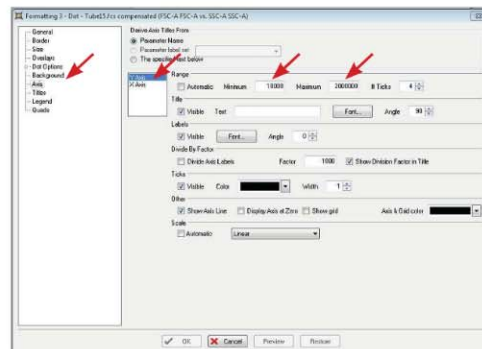 Formatting 3 - Dot - Tube15.fcs compensated (FSC-A FSC-A vs. SSC-A SSC-A)
General
Border
Size
Overlays
Dot Options
Background
Axis
Titles
Legend
Quads
Derive Axis Titles From
Parameter Name
Parameter label set
The specified text below
Y Axis
X Axis
Range
Automatic Minimum 10000 Maximum 2000000 # Ticks 4
Title
Visible Text Font... Angle 90
Labels
Visible Font... Angle 0
Divide By Factor
Divide Axis Labels Factor 1000 Show Division Factor in Title
Ticks
Visible Color Width 1
Other
Show Axis Line Display Axis at Zero Show grid Axis & Grid color
Scale
Automatic Linear
OK Cancel Preview Restore